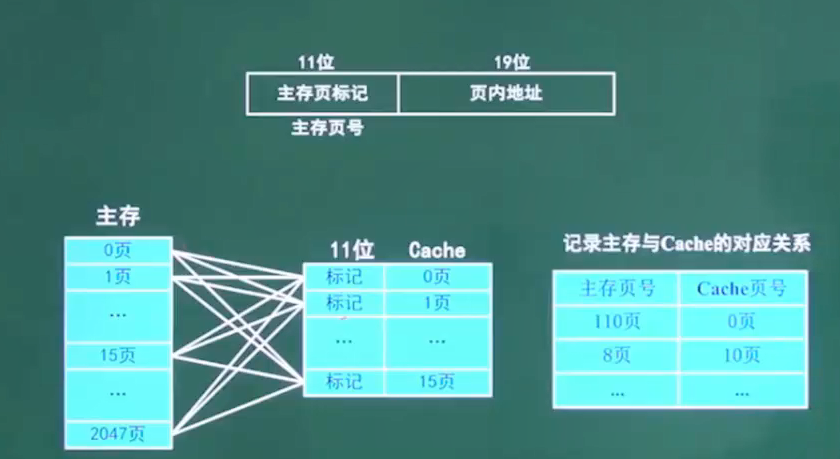 11位 19位
主存页标记 页内地址
主存页号
主存
0页
1页
...
15页
...
2047页
11位 Cache
标记 0页
标记 1页
... ...
标记 15页
记录主存与Cache的对应关系
主存页号 Cache页号
110页 0页
8页 10页
... ...